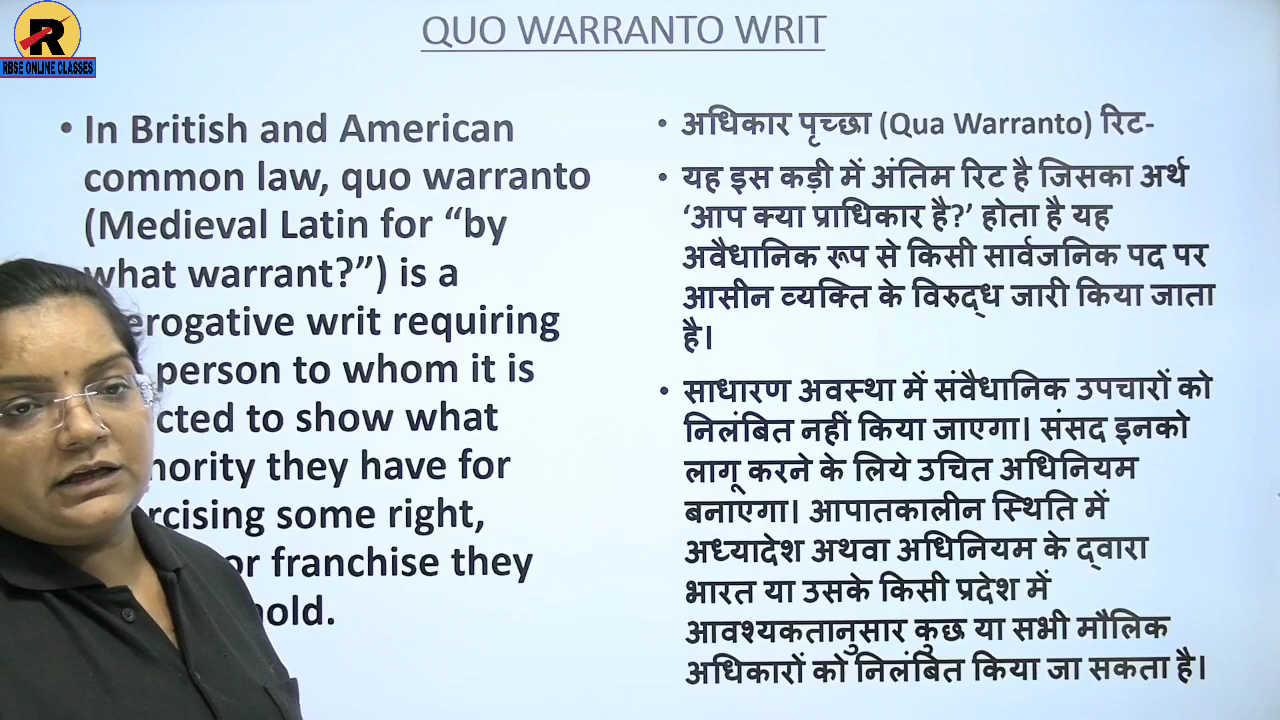 R
RBSE ONLINE CLASSES
QUO WARRANTO WRIT
• In British and American
common law, quo warranto
(Medieval Latin for “by
what warrant?”) is a
writ requiring
person to whom it is
to show what
they have for
some right,
or franchise they
hold.
• अधिकार पृच्छा (Qua Warranto) रिट-
• यह इस कड़ी में अंतिम रिट है जिसका अर्थ
‘आप क्या प्राधिकार है?’ होता है यह
अवैधानिक रूप से किसी सार्वजनिक पद पर
आसीन व्यक्ति के विरुद्ध जारी किया जाता
है।
• साधारण अवस्था में संवैधानिक उपचारों को
निलंबित नहीं किया जाएगा। संसद इनको
लागू करने के लिये उचित अधिनियम
बनाएगा। आपातकालीन स्थिति में
अध्यादेश अथवा अधिनियम के द्वारा
भारत या उसके किसी प्रदेश में
आवश्यकतानुसार कुछ या सभी मौलिक
अधिकारों को निलंबित किया जा सकता है।